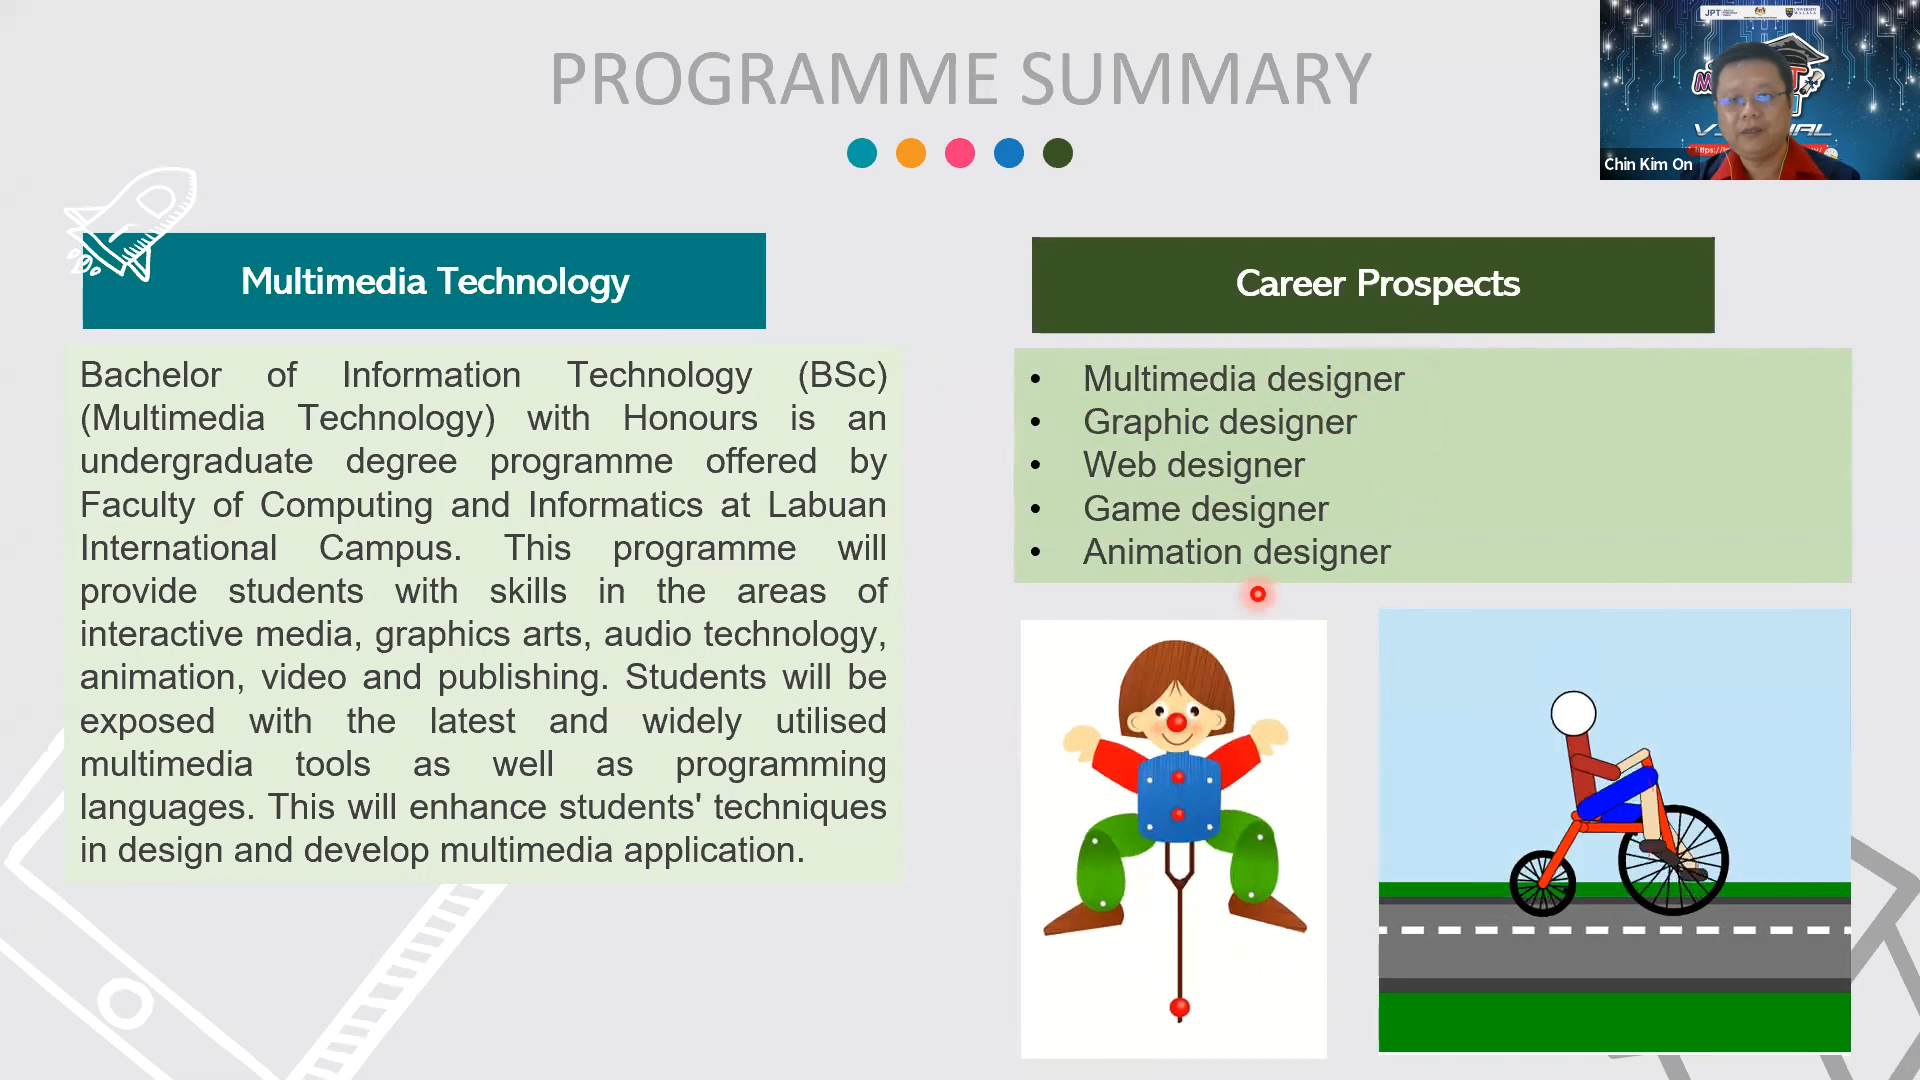 PROGRAMME SUMMARY
JPT
Chin Kim On
Multimedia Technology
Bachelor of Information Technology (BSc)
(Multimedia Technology) with Honours is an
undergraduate degree programme offered by
Faculty of Computing and Informatics at Labuan
International Campus. This programme will
provide students with skills in the areas of
interactive media, graphics arts, audio technology,
animation, video and publishing. Students will be
exposed with the latest and widely utilised
multimedia tools as well as programming
languages. This will enhance students' techniques
in design and develop multimedia application.
Career Prospects
• Multimedia designer
• Graphic designer
• Web designer
• Game designer
• Animation designer